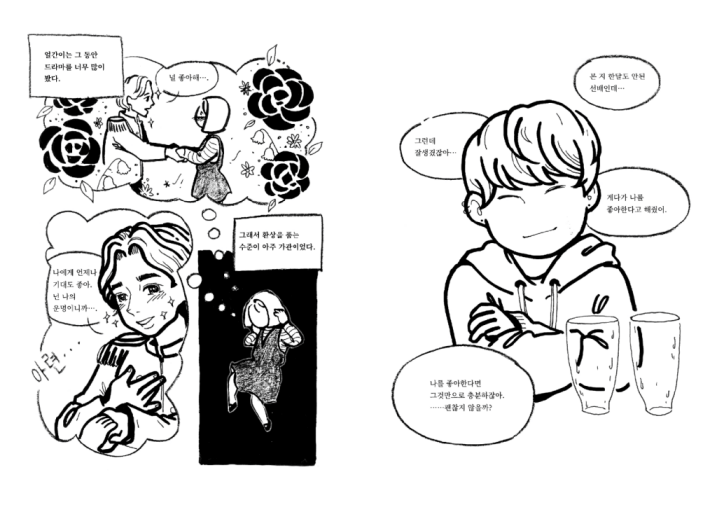 얼간이는 그 동안
드라마를 너무 많이
봤다.
널 좋아해….
나에게 언제나
기대도 좋아.
넌 나의
운명이니까….
아련...
그래서 환상을 품는
수준이 아주 가관이었다.
본 지 한달도 안된
선배인데…
그런데
잘생겼잖아…
게다가 나를
좋아한다고 해줬어.
나를 좋아한다면
그것만으로 충분하잖아.
……괜찮지 않을까?